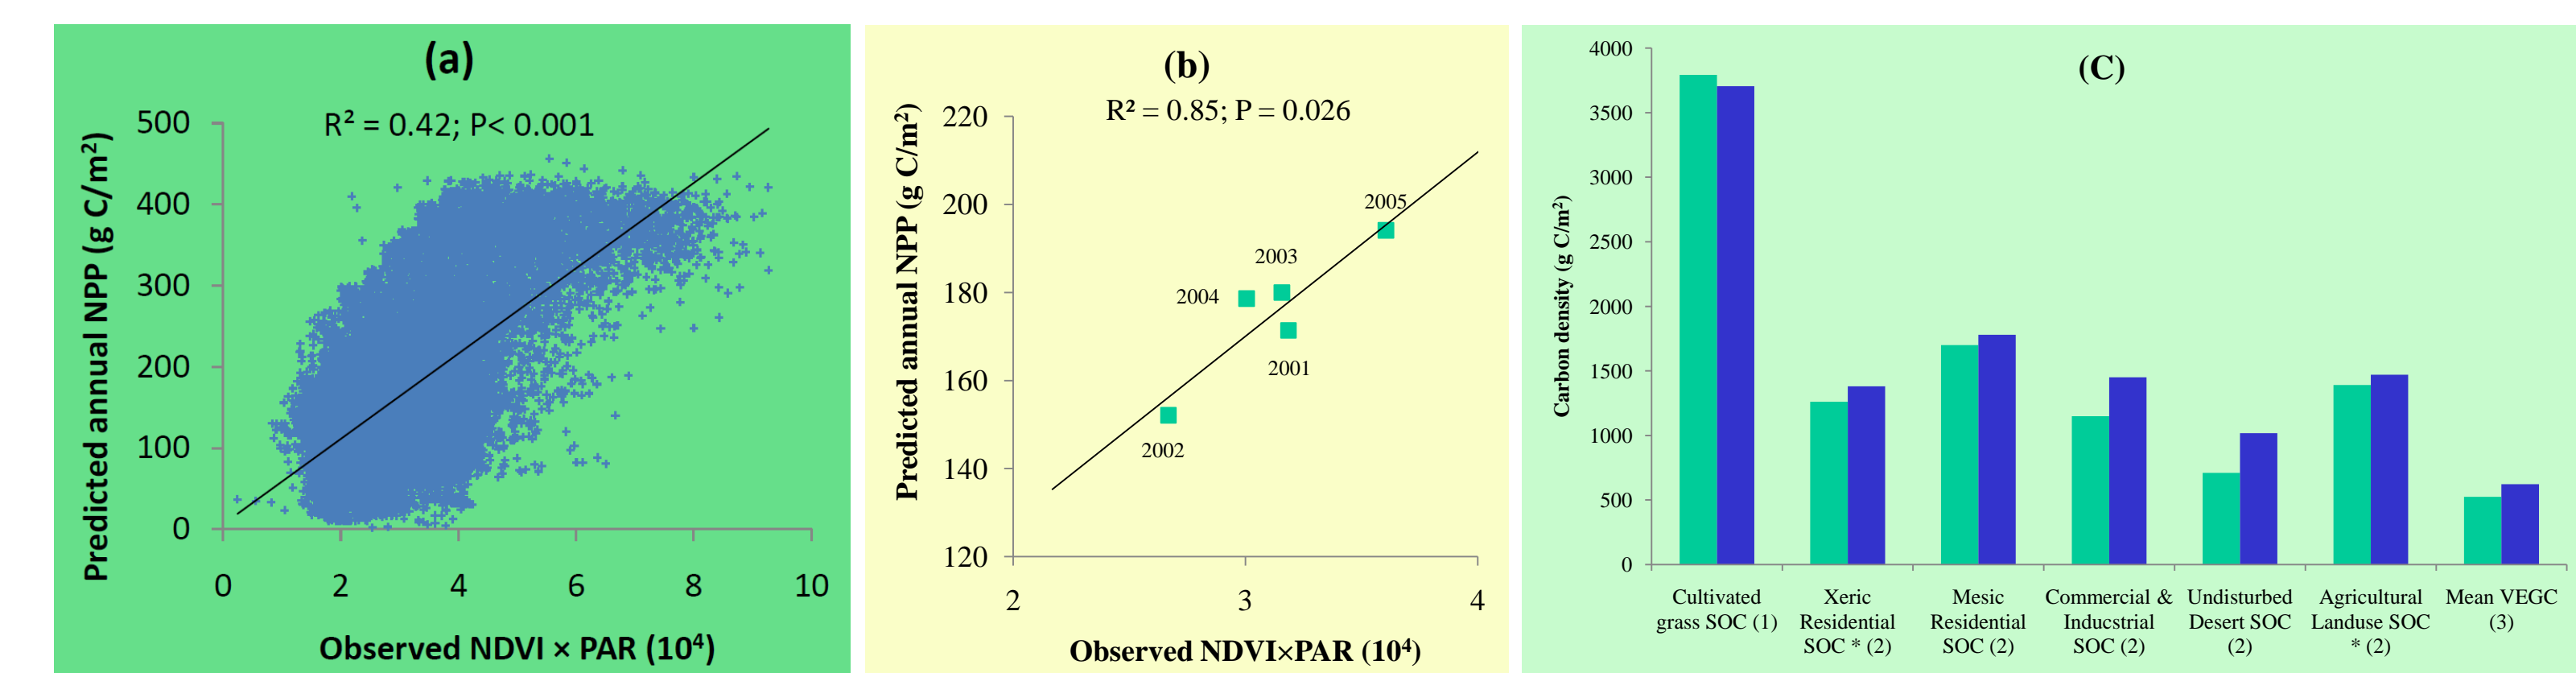 (a)
R² = 0.42; P< 0.001
Predicted annual NPP (g C/m²)
500
400
300
200
100
0
0 2 4 6 8 10
Observed NDVI × PAR (10⁴)
(b)
R² = 0.85; P = 0.026
Predicted annual NPP (g C/m²)
220
200
180
160
140
120
2005
2003
2004
2001
2002
2 3 4
Observed NDVI×PAR (10⁴)
(C)
Carbon density (g C/m²)
4000
3500
3000
2500
2000
1500
1000
500
0
Cultivated
grass SOC (1)
Xeric
Residential
SOC * (2)
Mesic
Residential
SOC (2)
Commercial &
Inducstrial
SOC (2)
Undisturbed
Desert SOC
(2)
Agricultural
Landuse SOC
* (2)
Mean VEGC
(3)